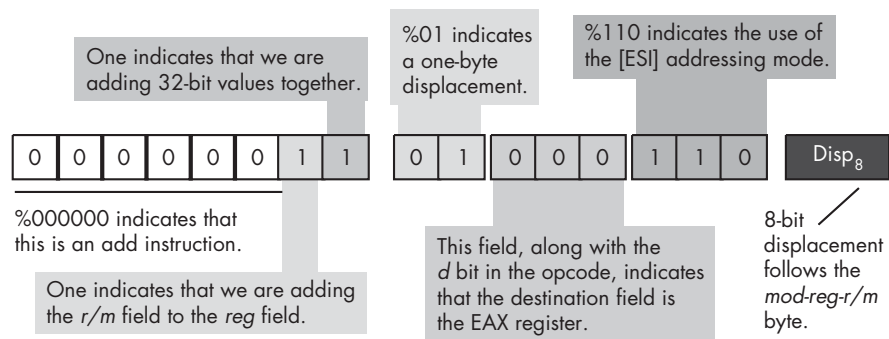 One indicates that we are
adding 32-bit values together.
%01 indicates
a one-byte
displacement.
%110 indicates the use of
the [ESI] addressing mode.
0 0 0 0 0 0 1 1 0 1 0 0 0 1 1 0 Disp8
%000000 indicates that
this is an add instruction.
One indicates that we are adding
the r/m field to the reg field.
This field, along with the
d bit in the opcode, indicates
that the destination field is
the EAX register.
8-bit
displacement
follows the
mod-reg-r/m
byte.